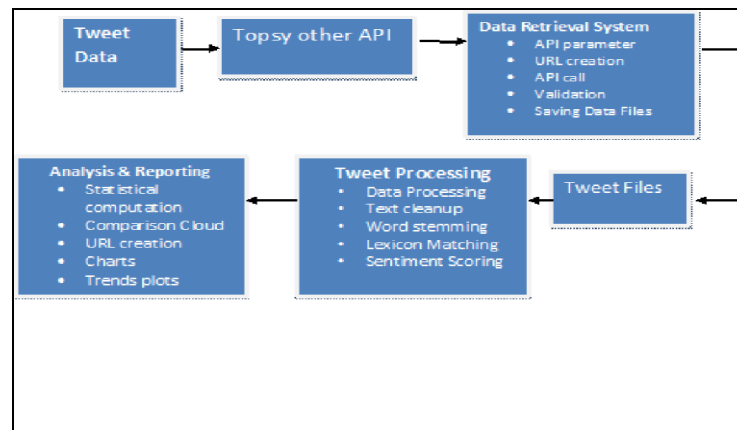 Tweet
Data
Topsy other API
Data Retrieval System
• API parameter
• URL creation
• API call
• Validation
• Saving Data Files
Tweet Files
Tweet Processing
• Data Processing
• Text cleanup
• Word stemming
• Lexicon Matching
• Sentiment Scoring
Analysis & Reporting
• Statistical
computation
• Comparison Cloud
• URL creation
• Charts
• Trends plots